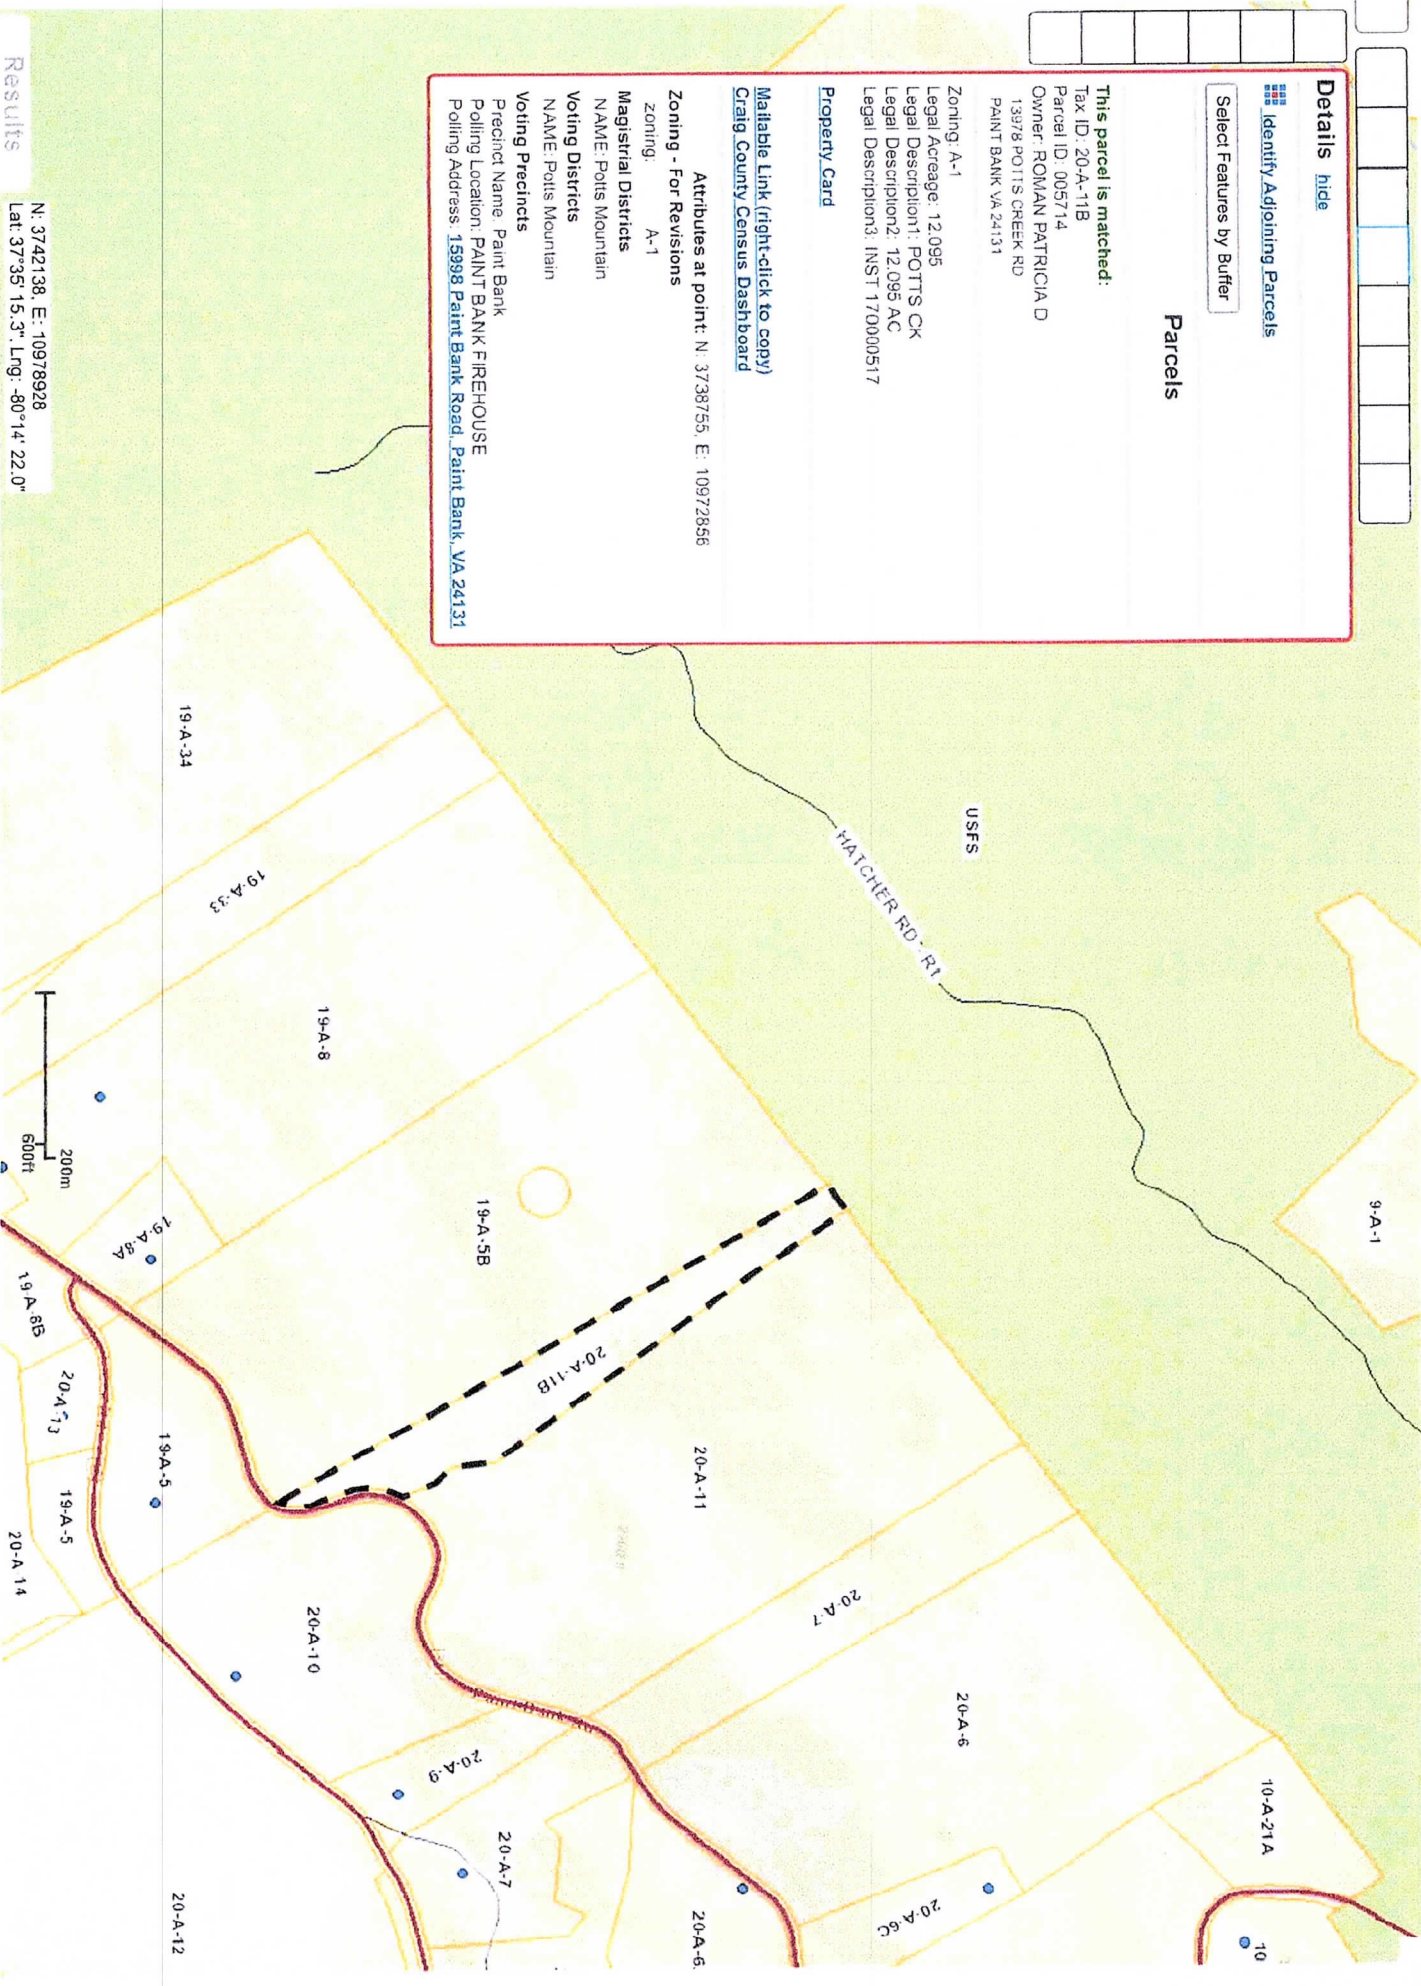 Details hide
Identify Adjoining Parcels
Select Features by Buffer
Parcels
This parcel is matched:
Tax ID: 20-A-11B
Parcel ID: 005714
Owner: ROMAN PATRICIA D
13978 POTTS CREEK RD
PAINT BANK VA 24131
Zoning: A-1
Legal Acreage: 12.095
Legal Description1: POTTS CK
Legal Description2: 12.095 AC
Legal Description3: INST 170000517
Property Card
Mailable Link (right-click to copy)
Craig County Census Dashboard
Attributes at point: N: 3738755, E: 10972856
Zoning - For Revisions
zoning: A-1
Magistrial Districts
NAME: Potts Mountain
Voting Districts
NAME: Potts Mountain
Voting Precincts
Precinct Name: Paint Bank
Polling Location: PAINT BANK FIREHOUSE
Polling Address: 15998 Paint Bank Road, Paint Bank, VA 24131
Results
N: 3742138, E: 10978928
Lat: 37°35' 15.3", Lng: -80°14' 22.0"
9-A-1
USFS
HATCHER RD - R1
10-A-21A
10
20-A-6
20-A-6C
20-A-7
20-A-11
20-A-6
20-A-11B
19-A-5B
20-A-7
20-A-9
19-A-8
20-A-10
19-A-33
19-A-34
19-A-5
20-A-12
19-A-8A
200m
600ft
19-A-5
20-A-13
19-A-8B
20-A 14